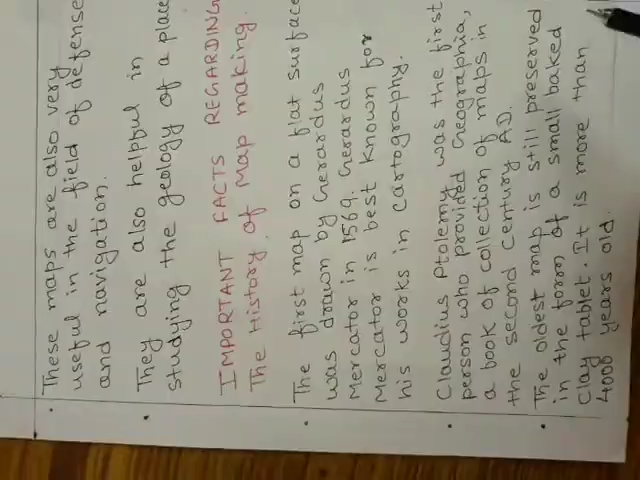 • These maps are also very
useful in the field of defense
and navigation.
• They are also helpful in
studying the geology of a place
IMPORTANT FACTS REGARDING
The History of Map making.
• The first map on a flat surface
was drawn by Gerardus
Mercator in 1569. Gerardus
Mercator is best known for
his works in cartography.
• Claudius Ptolemy was the first
person who provided Geographia,
a book of collection of maps in
the second century AD.
• The oldest map is still preserved
in the form of a small baked
clay tablet. It is more than
4000 years old.